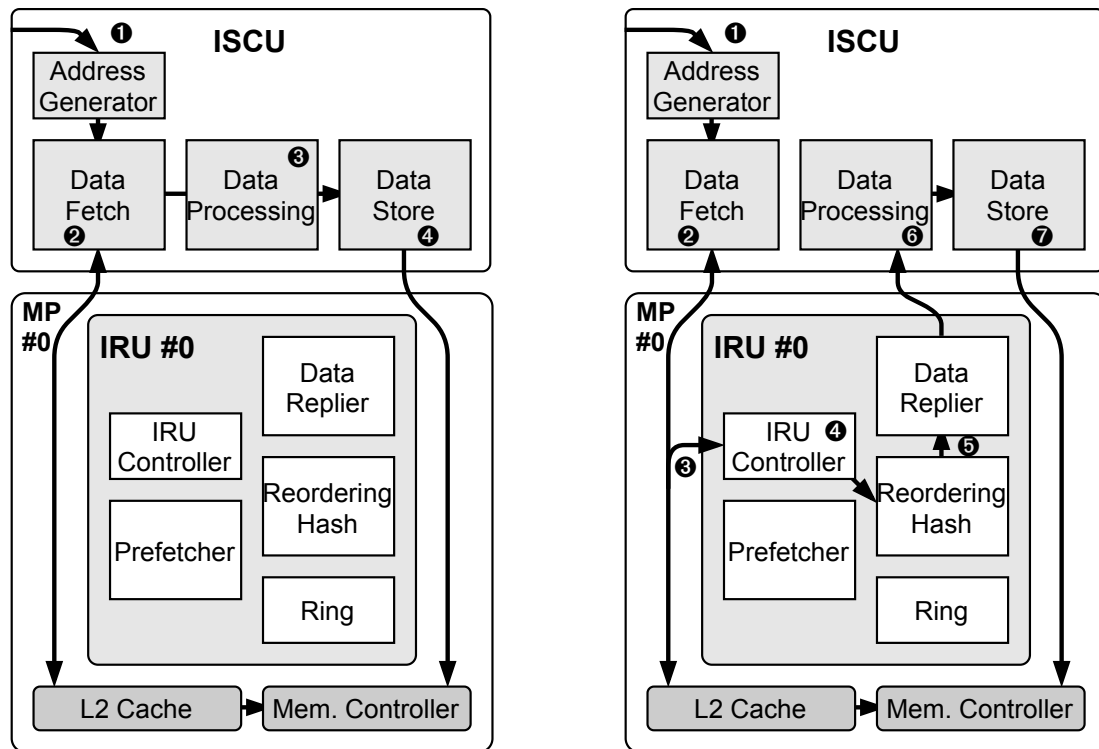 ❶
ISCU
Address
Generator
Data
Fetch
❷
❸
Data
Processing
Data
Store
❹
MP
#0
IRU #0
Data
Replier
IRU
Controller
Reordering
Hash
Prefetcher
Ring
L2 Cache
Mem. Controller
❶
ISCU
Address
Generator
Data
Fetch
❷
Data
Processing
❻
Data
Store
❼
MP
#0
IRU #0
Data
Replier
❸
IRU ❹
Controller
❺
Reordering
Hash
Prefetcher
Ring
L2 Cache
Mem. Controller